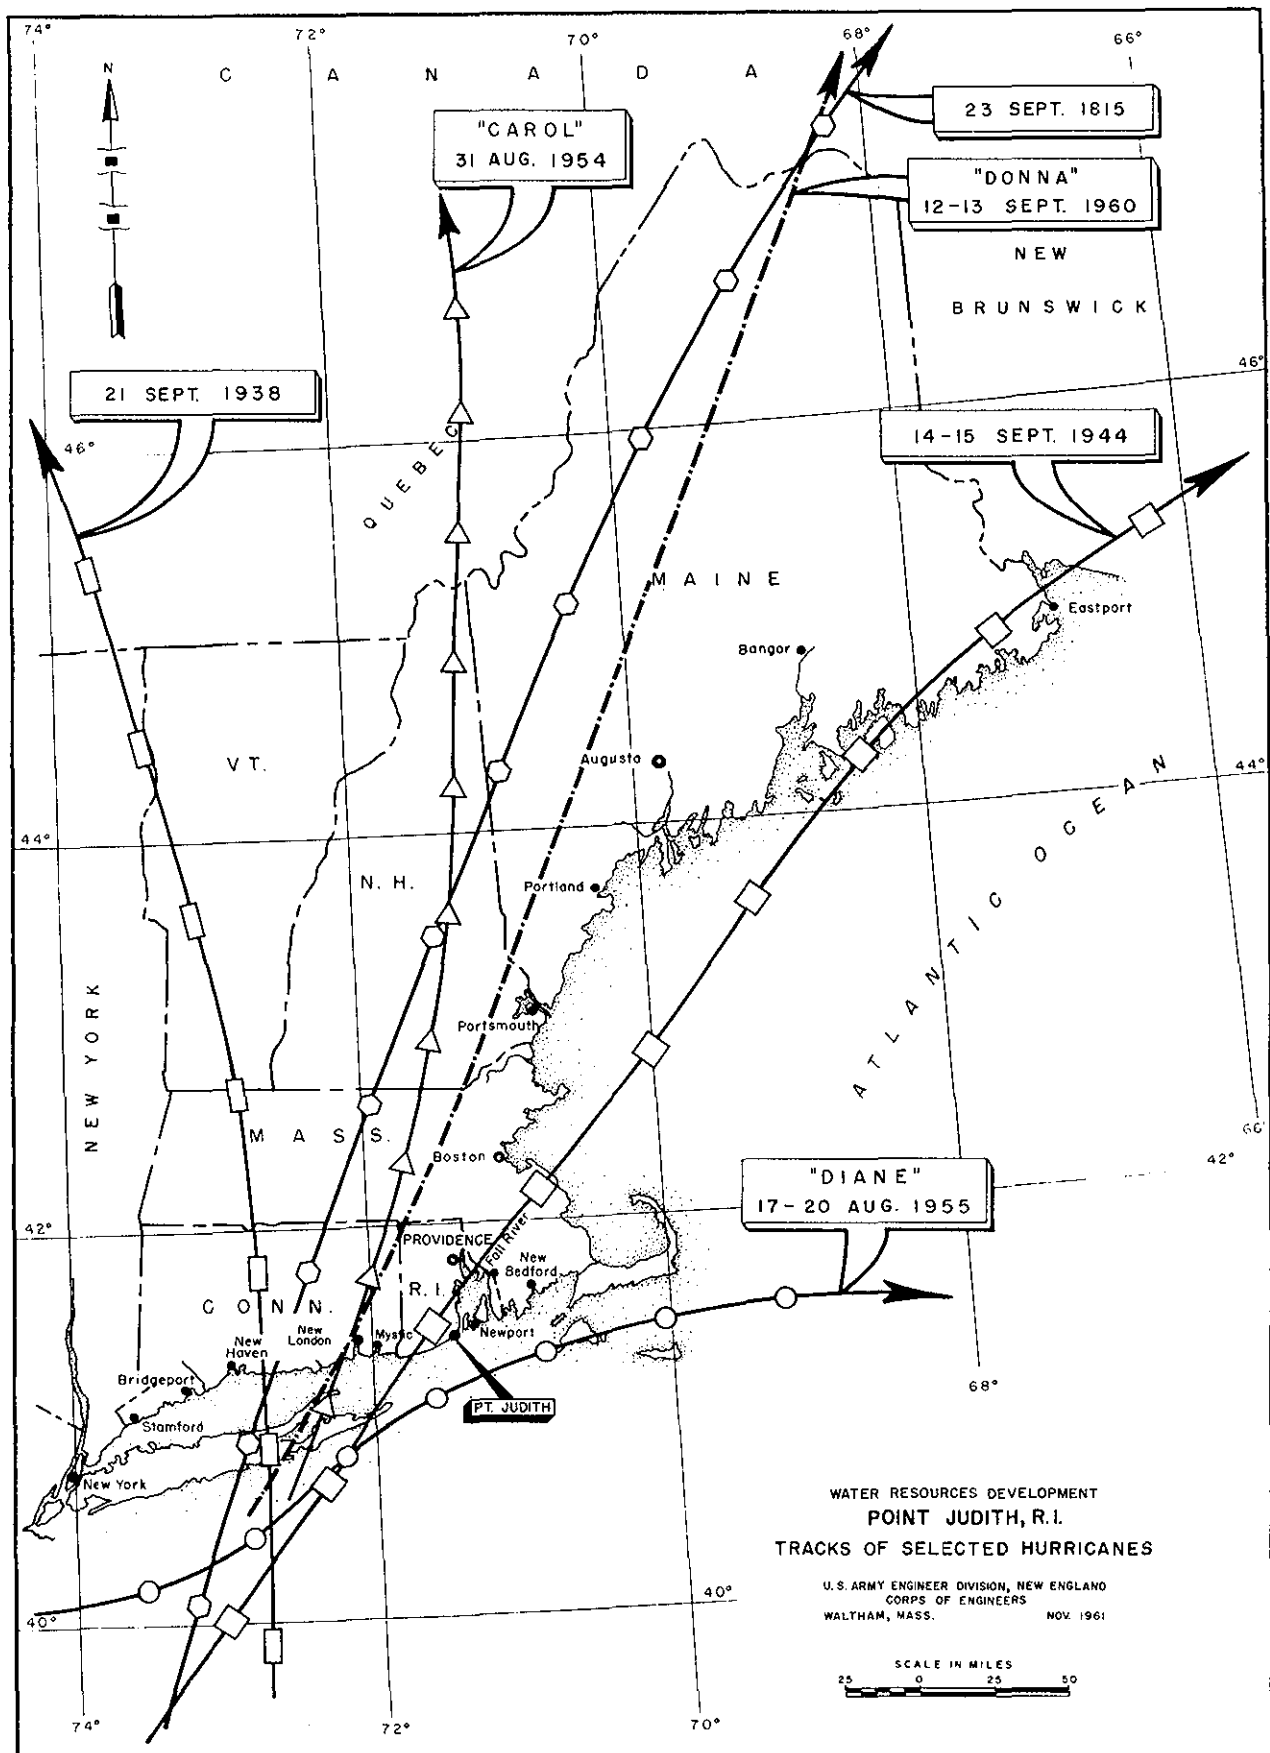 74°
72°
70°
68°
66°
N
CANADA
"CAROL"
31 AUG. 1954
23 SEPT. 1815
"DONNA"
12-13 SEPT. 1960
NEW
BRUNSWICK
21 SEPT. 1938
46°
46°
QUEBEC
14-15 SEPT. 1944
MAINE
Eastport
Bangor
VT.
Augusta
44°
44°
ATLANTIC OCEAN
N. H.
Portland
NEW YORK
Portsmouth
MASS.
Boston
66°
42°
"DIANE"
17-20 AUG. 1955
42°
PROVIDENCE
Fall River
New
Bedford
R. I.
CONN.
New
London
Mystic
Newport
New
Haven
Bridgeport
68°
PT. JUDITH
Stamford
New York
WATER RESOURCES DEVELOPMENT
POINT JUDITH, R.I.
TRACKS OF SELECTED HURRICANES
U.S. ARMY ENGINEER DIVISION, NEW ENGLAND
CORPS OF ENGINEERS
WALTHAM, MASS. NOV. 1961
40°
40°
SCALE IN MILES
25 0 25 50
74°
72°
70°